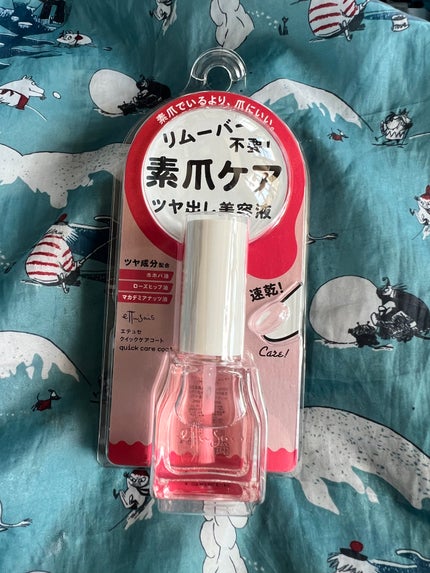 素爪でいるより、爪にいい。
リムーバー
不要!
素爪ケア
ツヤ出し美容液
ツヤ成分配合
ホホバ油
ローズヒップ油
マカデミアナッツ油
速乾!
ettusais
エテュセ
クイックケアコート
quick care coat
Care!
ettusais